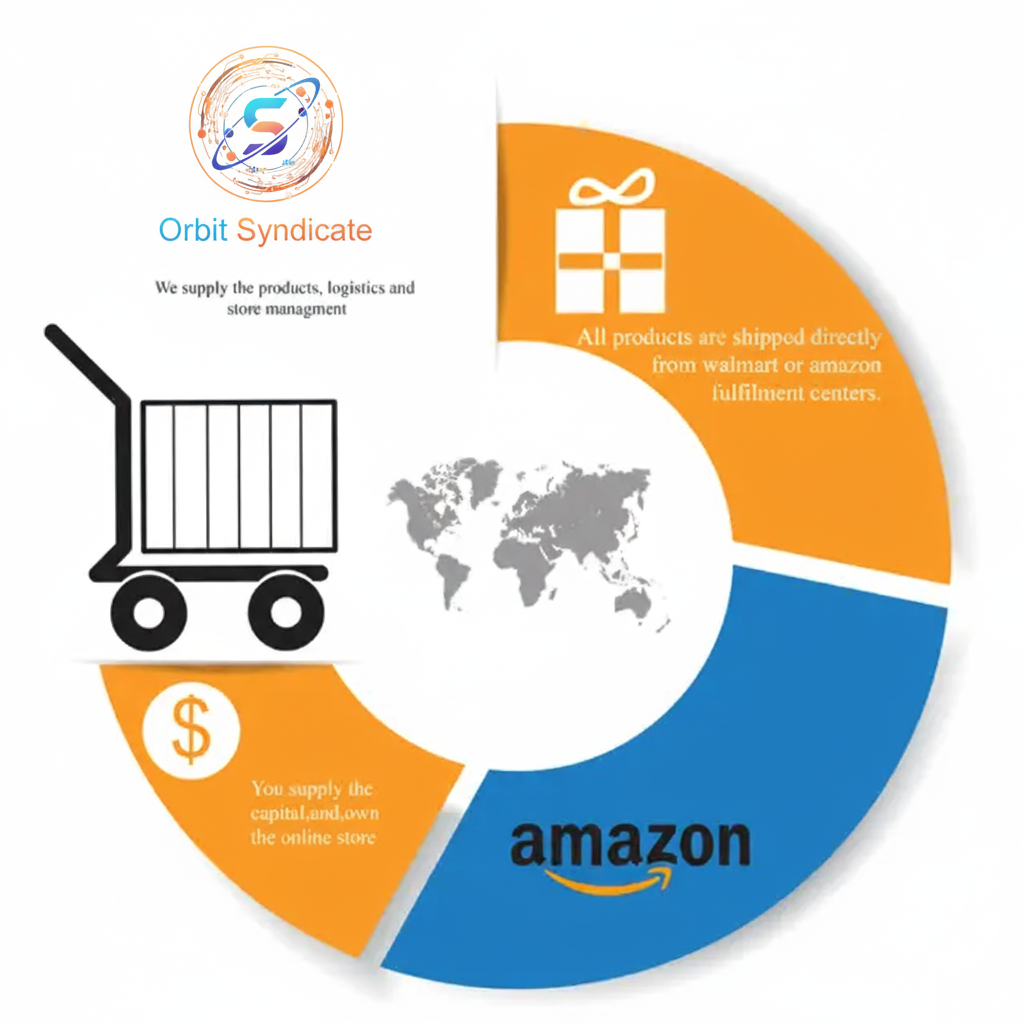 Orbit Syndicate
We supply the products, logistics and
store managment
All products are shipped directly
from walmart or amazon
fulfilment centers.
$
You supply the
capital,and,own
the online store
amazon